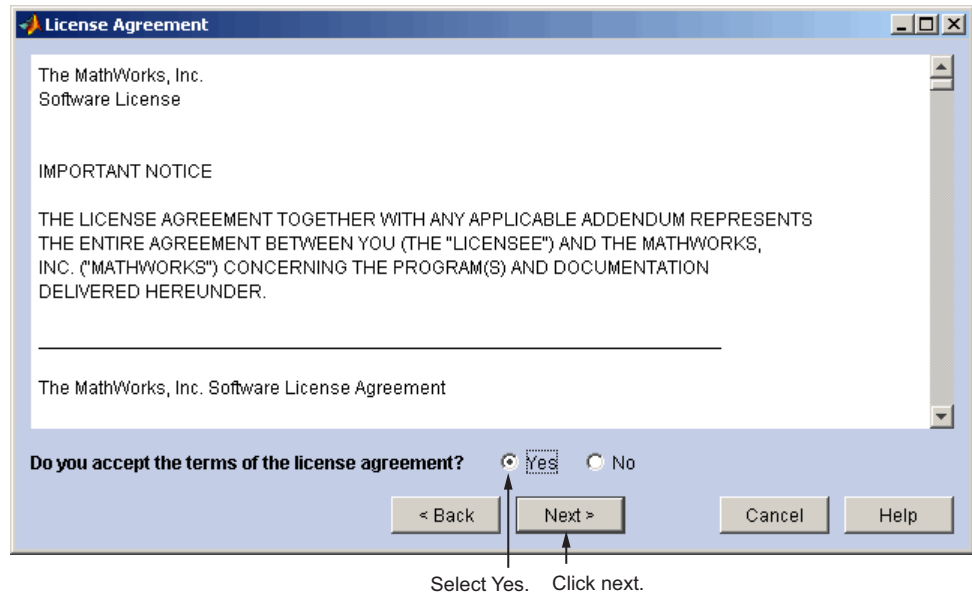 License Agreement
The MathWorks, Inc.
Software License
IMPORTANT NOTICE
THE LICENSE AGREEMENT TOGETHER WITH ANY APPLICABLE ADDENDUM REPRESENTS
THE ENTIRE AGREEMENT BETWEEN YOU (THE "LICENSEE") AND THE MATHWORKS,
INC. ("MATHWORKS") CONCERNING THE PROGRAM(S) AND DOCUMENTATION
DELIVERED HEREUNDER.
The MathWorks, Inc. Software License Agreement
Do you accept the terms of the license agreement? Yes No
< Back Next > Cancel Help
Select Yes. Click next.